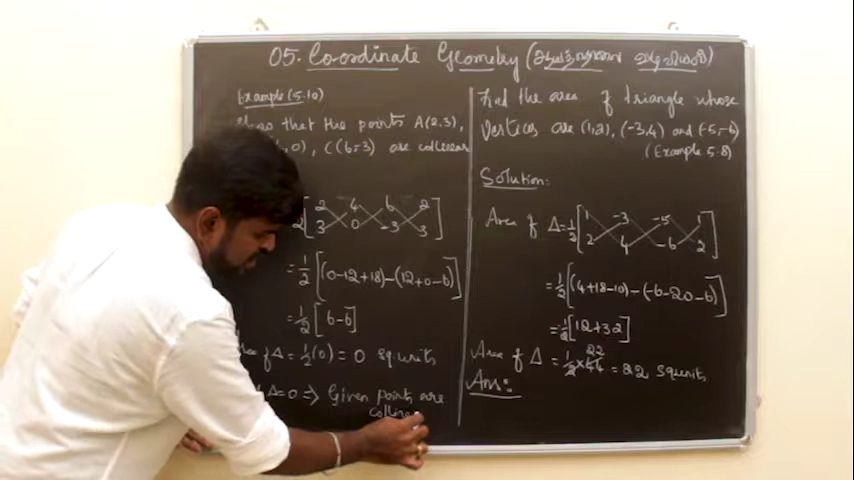 05. Co-ordinate Geometry (
Example (5.10)
that the points A(2,3),
,0), C(6-3) are collinear
2 [ 2 4 6 2
3 0 -3 3 ]
= 1/2 [(0-12+18)-(12+0-6)]
= 1/2 [6-6]
of Δ = 1/2 (0) = 0 sq.units
Δ=0 => Given points are
Find the area of triangle whose
vertices are (1,2), (-3,4) and (-5,-6)
(Example 5.8)
Solution:
Area of Δ = 1/2 [ 1 -3 -5 1
2 4 -6 2 ]
= 1/2 [(4+18-10)-(-6-20-6)]
= 1/2 [12+32]
22
Area of Δ = 1/2 × 44 = 22 sq.units
Ans: